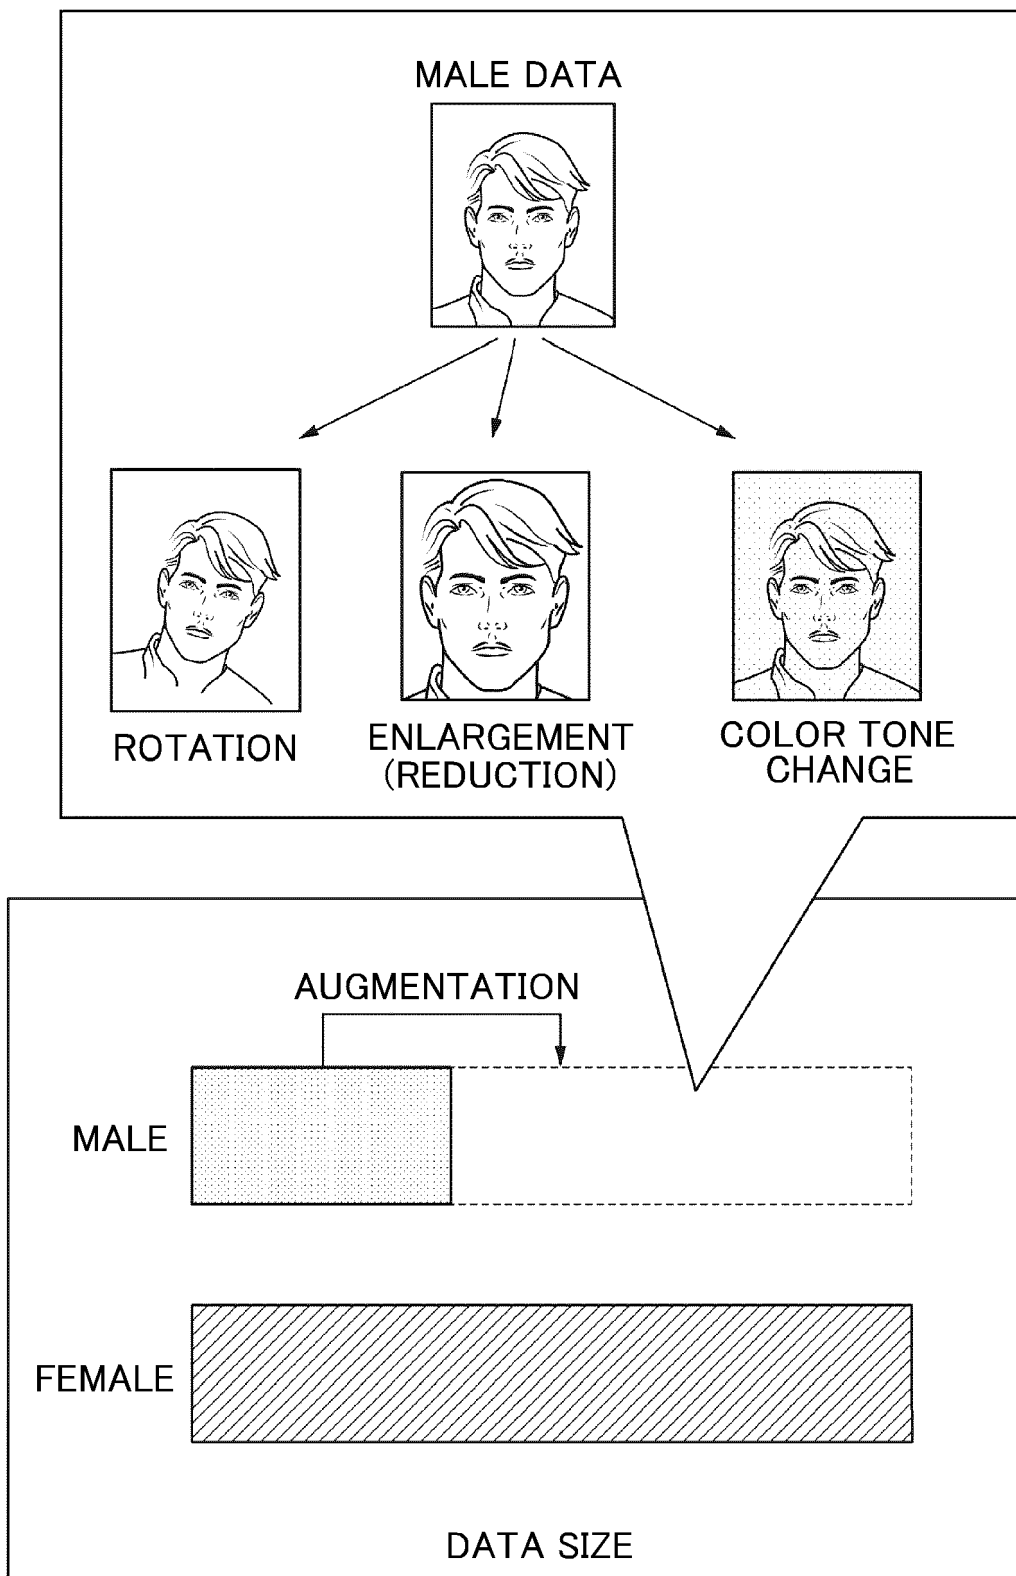 MALE DATA
ROTATION
ENLARGEMENT
(REDUCTION)
COLOR TONE
CHANGE
AUGMENTATION
MALE
FEMALE
DATA SIZE